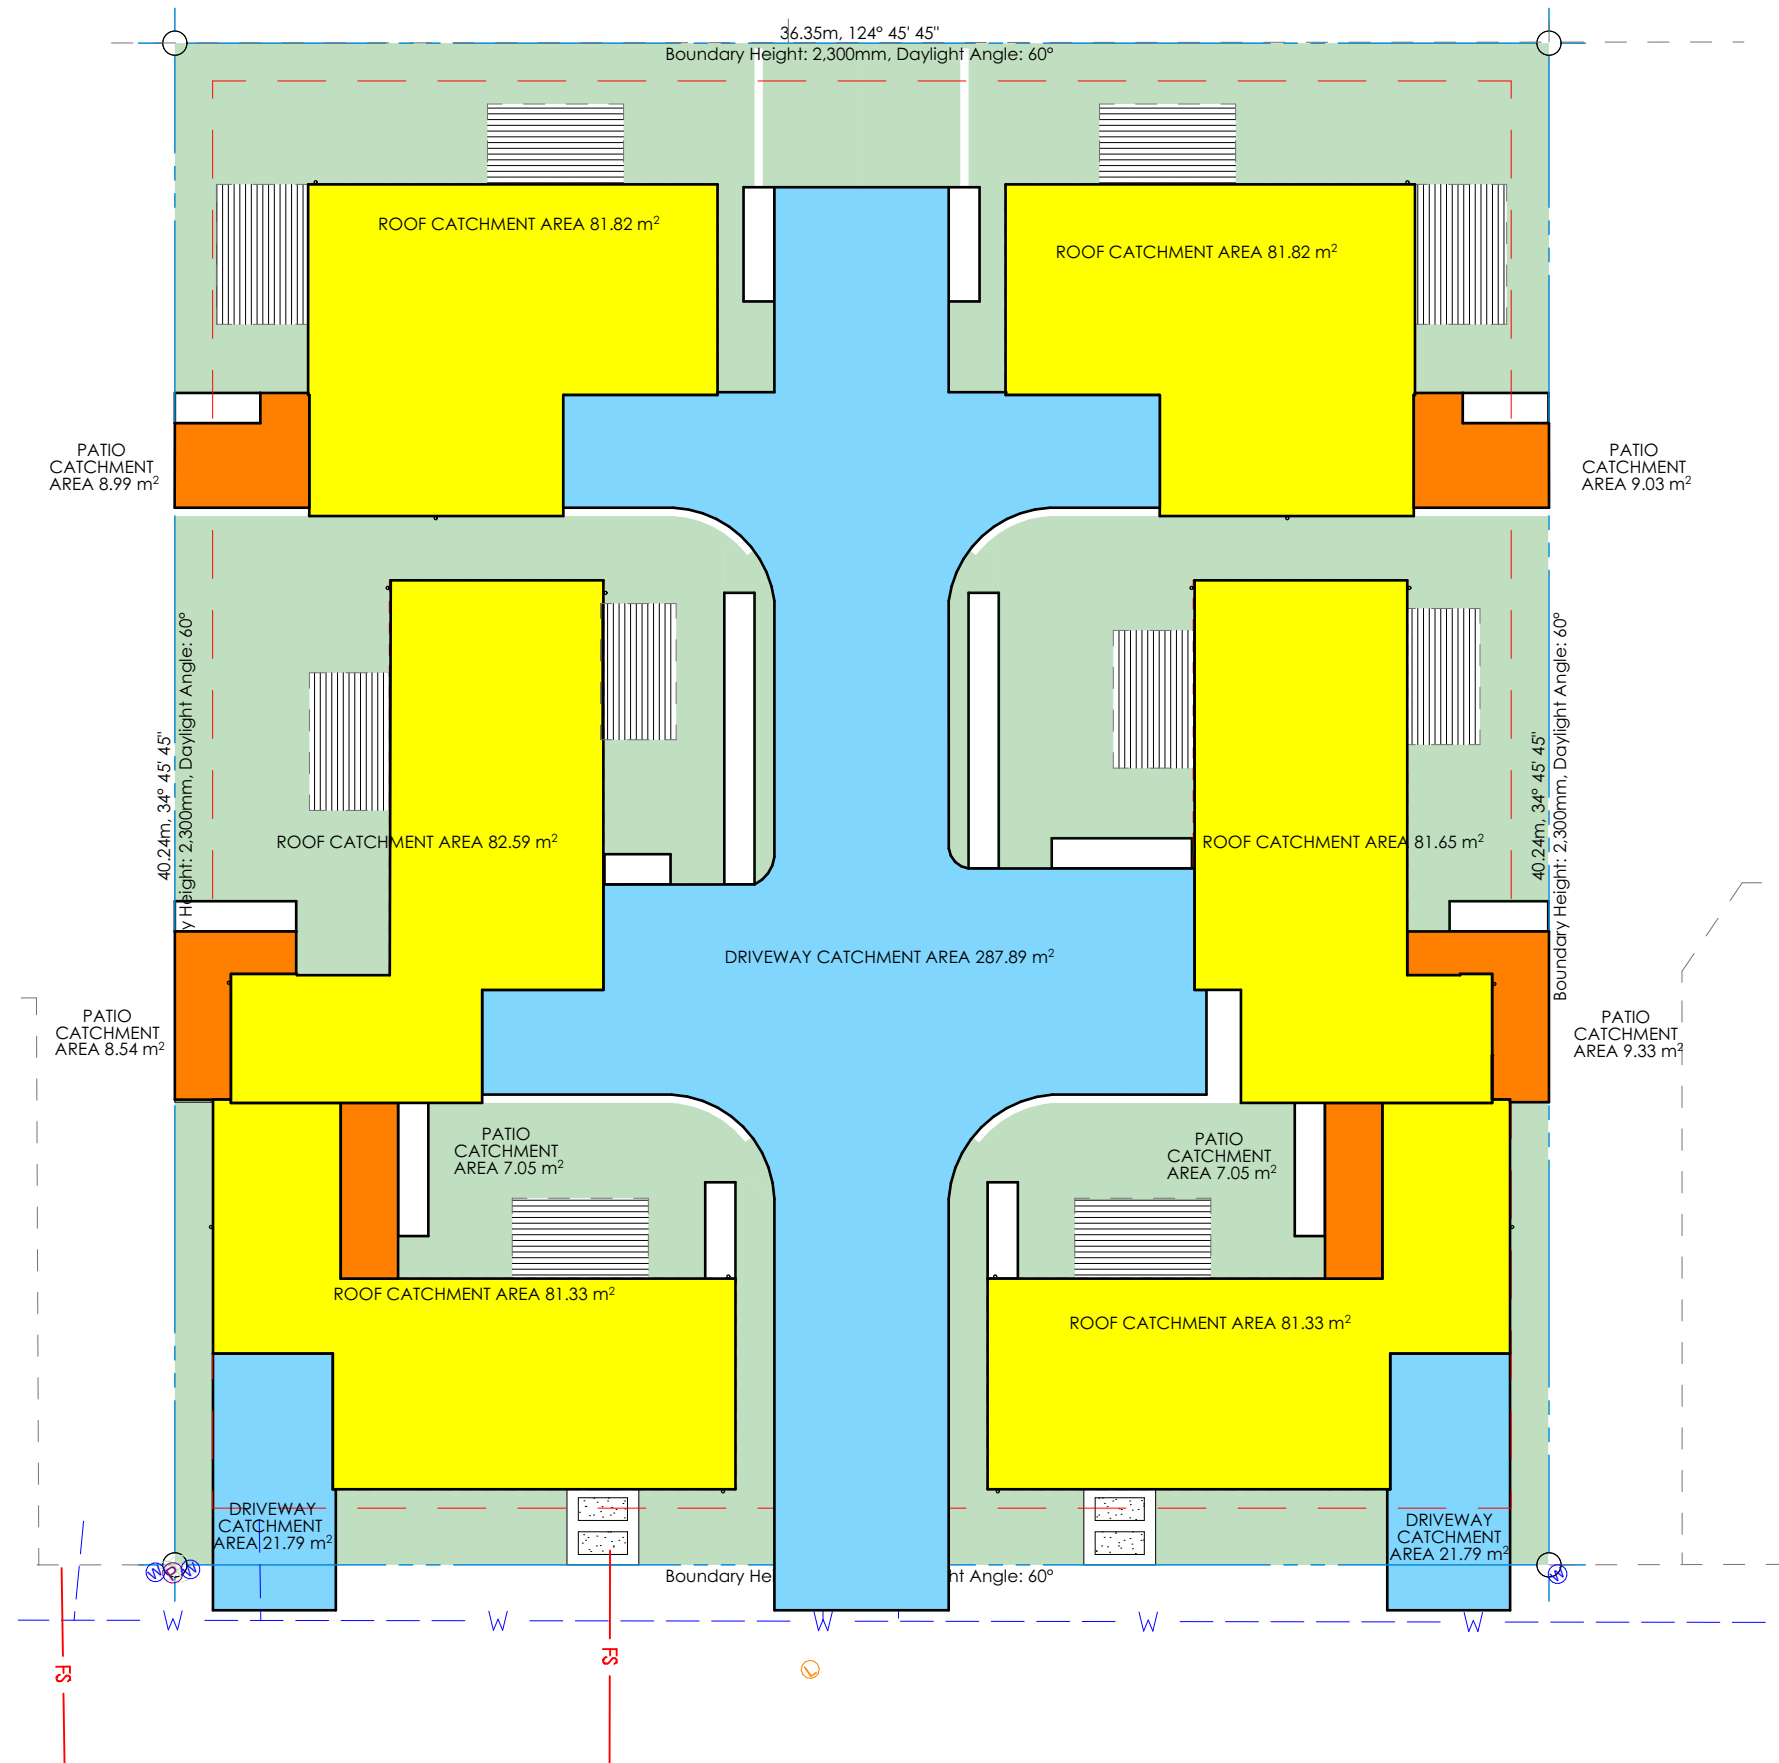 36.35m, 124° 45' 45"
Boundary Height: 2,300mm, Daylight Angle: 60°
ROOF CATCHMENT AREA 81.82 m²
ROOF CATCHMENT AREA 81.82 m²
PATIO
CATCHMENT
AREA 8.99 m²
PATIO
CATCHMENT
AREA 9.03 m²
40.24m, 34° 45' 45"
y Height: 2,300mm, Daylight Angle: 60°
40.24m, 34° 45' 45"
Boundary Height: 2,300mm, Daylight Angle: 60°
ROOF CATCHMENT AREA 82.59 m²
ROOF CATCHMENT AREA 81.65 m²
DRIVEWAY CATCHMENT AREA 287.89 m²
PATIO
CATCHMENT
AREA 8.54 m²
PATIO
CATCHMENT
AREA 9.33 m²
PATIO
CATCHMENT
AREA 7.05 m²
PATIO
CATCHMENT
AREA 7.05 m²
ROOF CATCHMENT AREA 81.33 m²
ROOF CATCHMENT AREA 81.33 m²
DRIVEWAY
CATCHMENT
AREA 21.79 m²
DRIVEWAY
CATCHMENT
AREA 21.79 m²
W
P
W
W
Boundary He
ht Angle: 60°
W
W
W
W
W
FS
FS
L